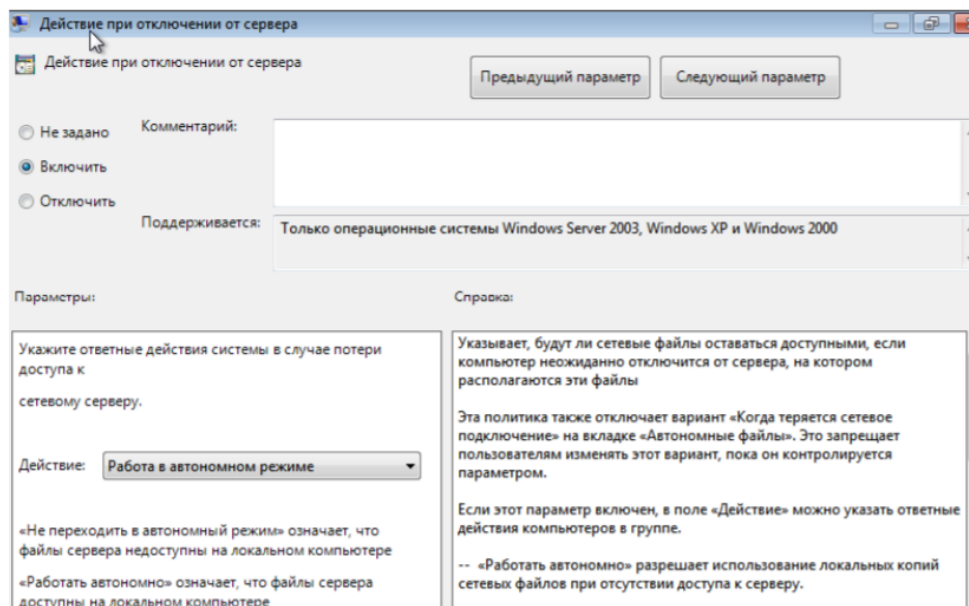 Действие при отключении от сервера
Действие при отключении от сервера
Предыдущий параметр
Следующий параметр
Не задано
Включить
Отключить
Комментарий:
Поддерживается:
Только операционные системы Windows Server 2003, Windows XP и Windows 2000
Параметры:
Укажите ответные действия системы в случае потери
доступа к
сетевому серверу.
Действие:
Работа в автономном режиме
«Не переходить в автономный режим» означает, что
файлы сервера недоступны на локальном компьютере
«Работать автономно» означает, что файлы сервера
доступны на локальном компьютере
Справка:
Указывает, будут ли сетевые файлы оставаться доступными, если
компьютер неожиданно отключится от сервера, на котором
располагаются эти файлы
Эта политика также отключает вариант «Когда теряется сетевое
подключение» на вкладке «Автономные файлы». Это запрещает
пользователям изменять этот вариант, пока он контролируется
параметром.
Если этот параметр включен, в поле «Действие» можно указать ответные
действия компьютеров в группе.
-- «Работать автономно» разрешает использование локальных копий
сетевых файлов при отсутствии доступа к серверу.